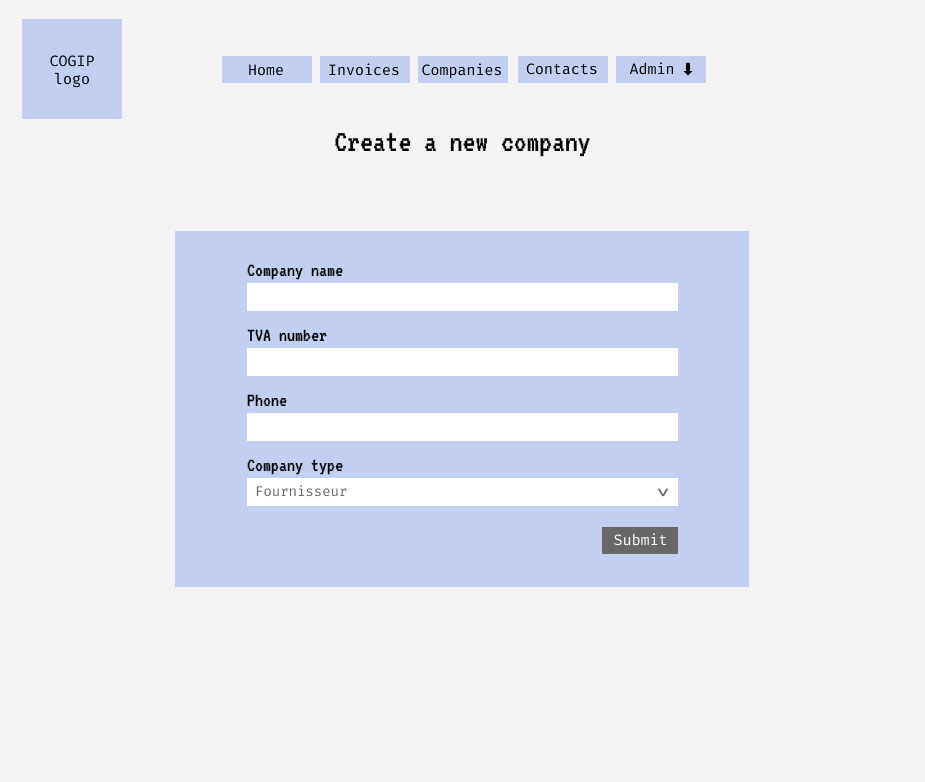 COGIP
logo
Home Invoices Companies Contacts Admin ⬇
Create a new company
Company name
TVA number
Phone
Company type
Fournisseur
Submit